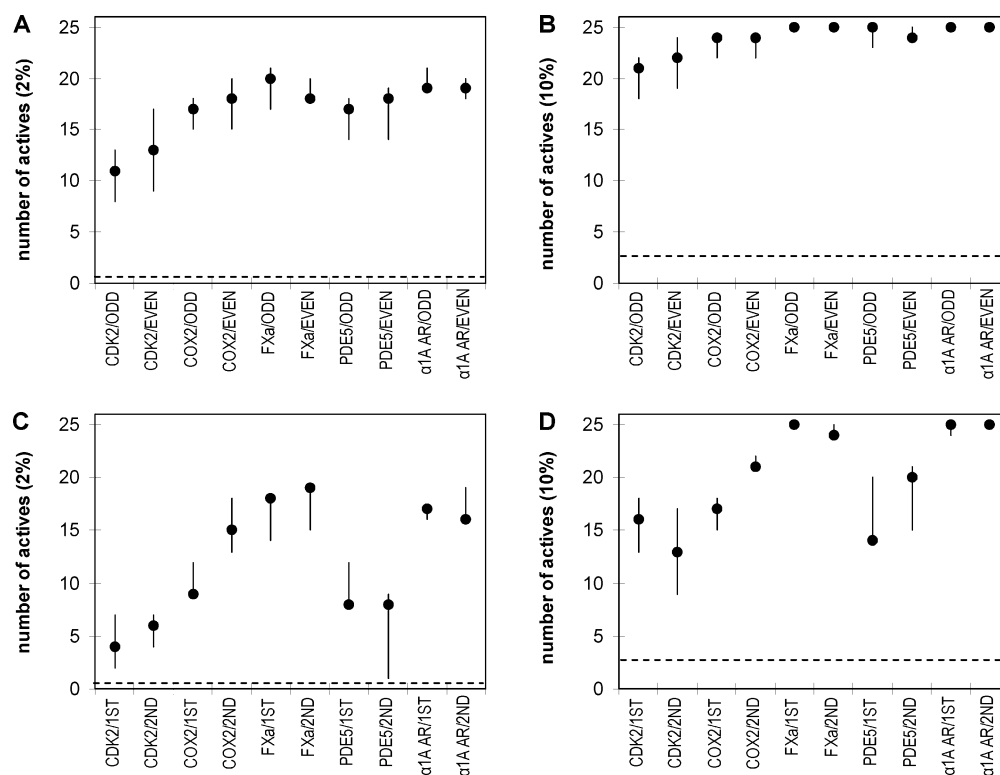 A
number of actives (2%)
25
20
15
10
5
0
CDK2/ODD
CDK2/EVEN
COX2/ODD
COX2/EVEN
FXa/ODD
FXa/EVEN
PDE5/ODD
PDE5/EVEN
α1A AR/ODD
α1A AR/EVEN
B
number of actives (10%)
25
20
15
10
5
0
CDK2/ODD
CDK2/EVEN
COX2/ODD
COX2/EVEN
FXa/ODD
FXa/EVEN
PDE5/ODD
PDE5/EVEN
α1A AR/ODD
α1A AR/EVEN
C
number of actives (2%)
25
20
15
10
5
0
CDK2/1ST
CDK2/2ND
COX2/1ST
COX2/2ND
FXa/1ST
FXa/2ND
PDE5/1ST
PDE5/2ND
α1A AR/1ST
α1A AR/2ND
D
number of actives (10%)
25
20
15
10
5
0
CDK2/1ST
CDK2/2ND
COX2/1ST
COX2/2ND
FXa/1ST
FXa/2ND
PDE5/1ST
PDE5/2ND
α1A AR/1ST
α1A AR/2ND